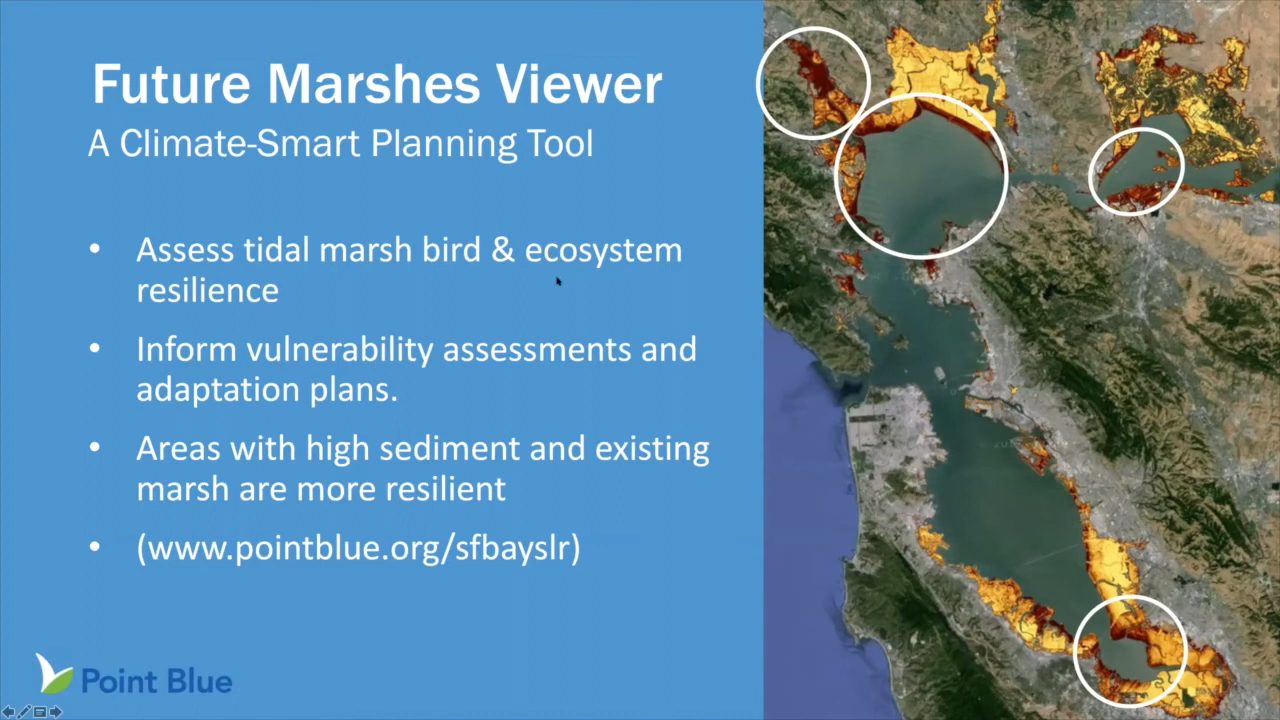 Future Marshes Viewer
A Climate-Smart Planning Tool
• Assess tidal marsh bird & ecosystem
resilience
• Inform vulnerability assessments and
adaptation plans.
• Areas with high sediment and existing
marsh are more resilient
• (www.pointblue.org/sfbayslr)
Point Blue